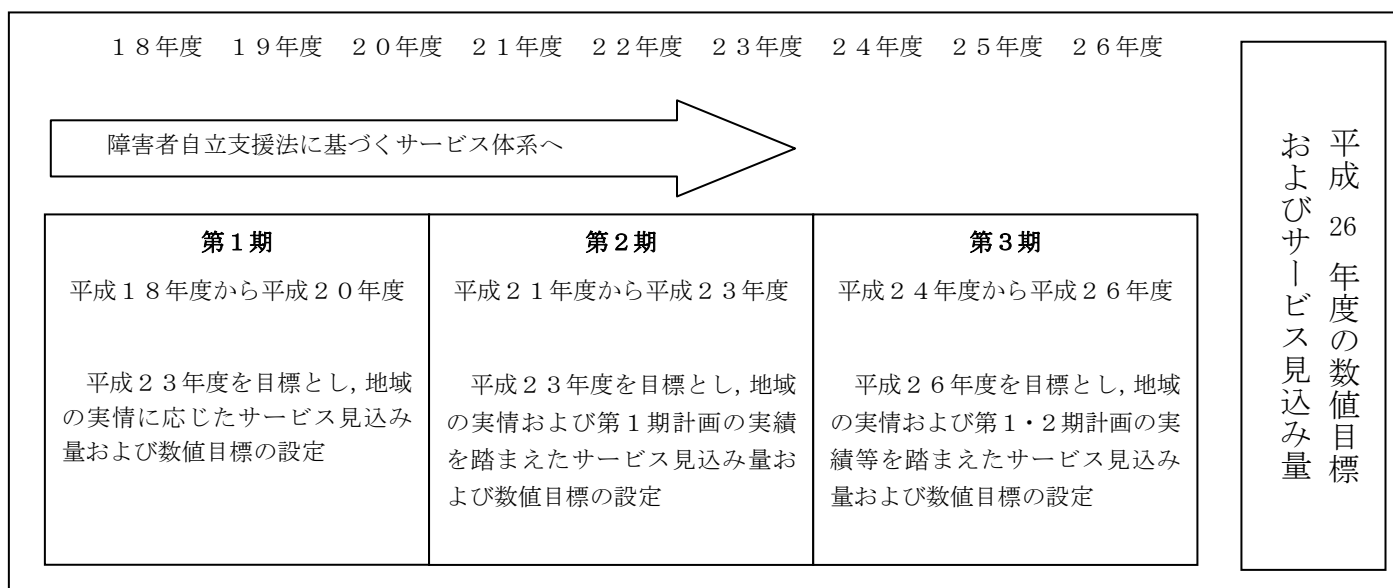 １８年度　１９年度　２０年度　２１年度　２２年度　２３年度　２４年度　２５年度　２６年度
障害者自立支援法に基づくサービス体系へ
第１期
平成１８年度から平成２０年度
平成２３年度を目標とし，地域
の実情に応じたサービス見込み
量および数値目標の設定
第２期
平成２１年度から平成２３年度
平成２３年度を目標とし，地域
の実情および第１期計画の実績
を踏まえたサービス見込み量お
よび数値目標の設定
第３期
平成２４年度から平成２６年度
平成２６年度を目標とし，地域
の実情および第１・２期計画の実
績等を踏まえたサービス見込み
量および数値目標の設定
平成 26 年度の数値目標
およびサービス見込み量